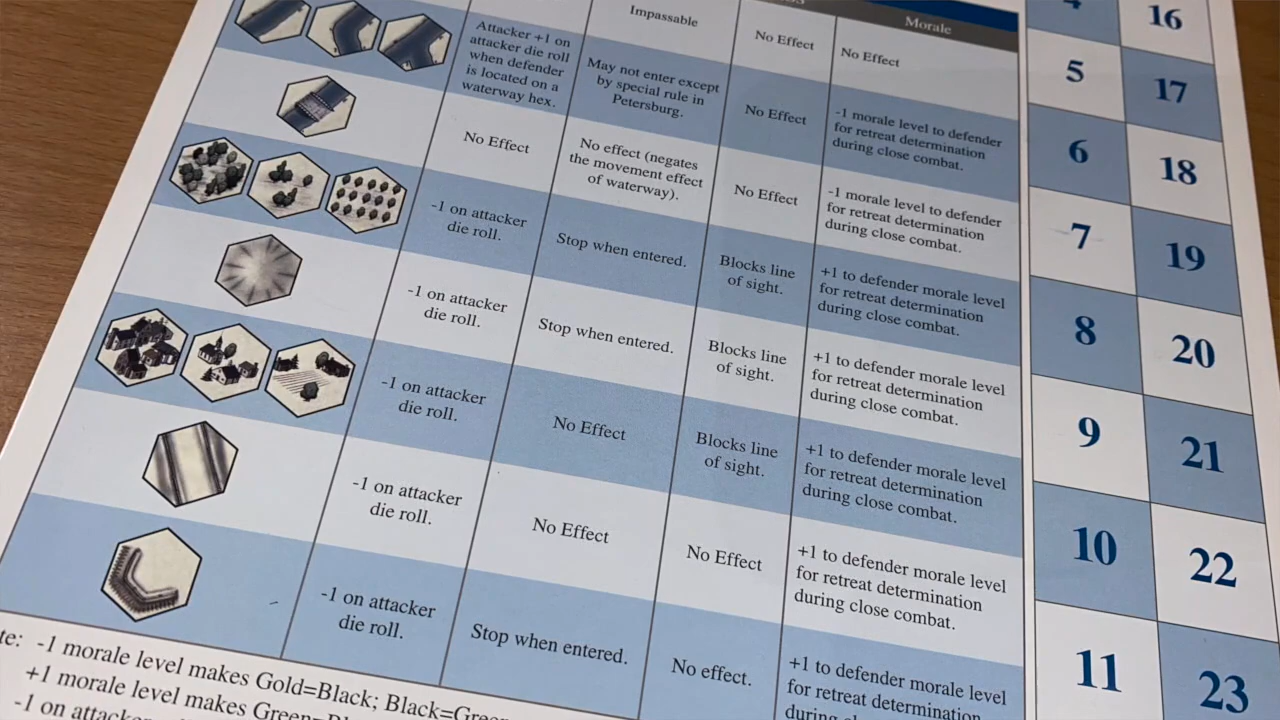 Morale
Impassable
No Effect
No Effect
Attacker +1 on
attacker die roll
when defender
is located on a
waterway hex.
May not enter except
by special rule in
Petersburg.
No Effect
-1 morale level to defender
for retreat determination
during close combat.
No Effect
No effect (negates
the movement effect
of waterway).
No Effect
-1 morale level to defender
for retreat determination
during close combat.
-1 on attacker
die roll.
Stop when entered.
Blocks line
of sight.
+1 to defender morale level
for retreat determination
during close combat.
-1 on attacker
die roll.
Stop when entered.
Blocks line
of sight.
+1 to defender morale level
for retreat determination
during close combat.
-1 on attacker
die roll.
No Effect
Blocks line
of sight.
+1 to defender morale level
for retreat determination
during close combat.
-1 on attacker
die roll.
No Effect
No Effect
+1 to defender morale level
for retreat determination
during close combat.
-1 on attacker
die roll.
Stop when entered.
No effect.
+1 to defender morale level
for retreat determination
during
-1 morale level makes Gold=Black;
+1 morale level makes
-1 on
16
5 17
6 18
7 19
8 20
9 21
10 22
11 23